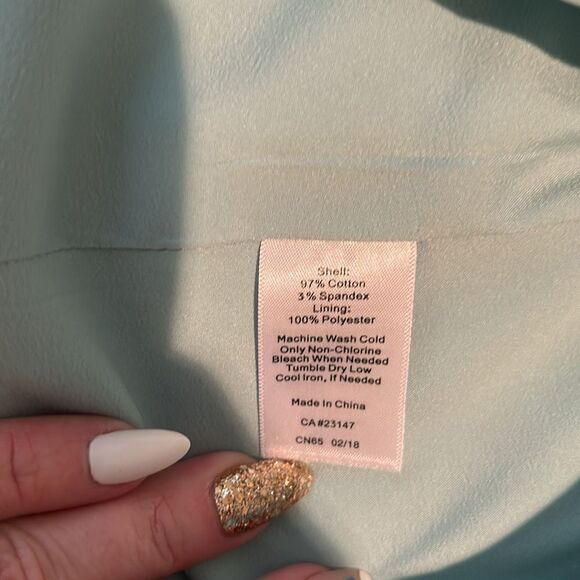 Shell:
97% Cotton
3% Spandex
Lining:
100% Polyester
Machine Wash Cold
Only Non-Chlorine
Bleach When Needed
Tumble Dry Low
Cool Iron, If Needed
Made In China
CA#23147
CN65 02/18